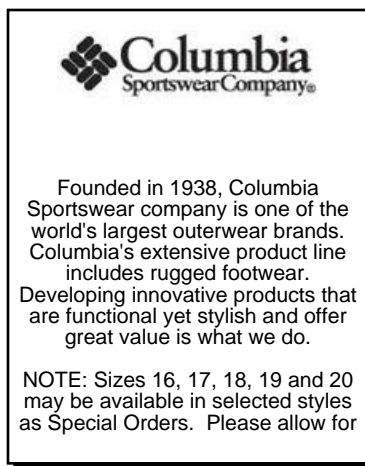 Columbia
Sportswear Company®
Founded in 1938, Columbia
Sportswear company is one of the
world's largest outerwear brands.
Columbia's extensive product line
includes rugged footwear.
Developing innovative products that
are functional yet stylish and offer
great value is what we do.
NOTE: Sizes 16, 17, 18, 19 and 20
may be available in selected styles
as Special Orders.  Please allow for